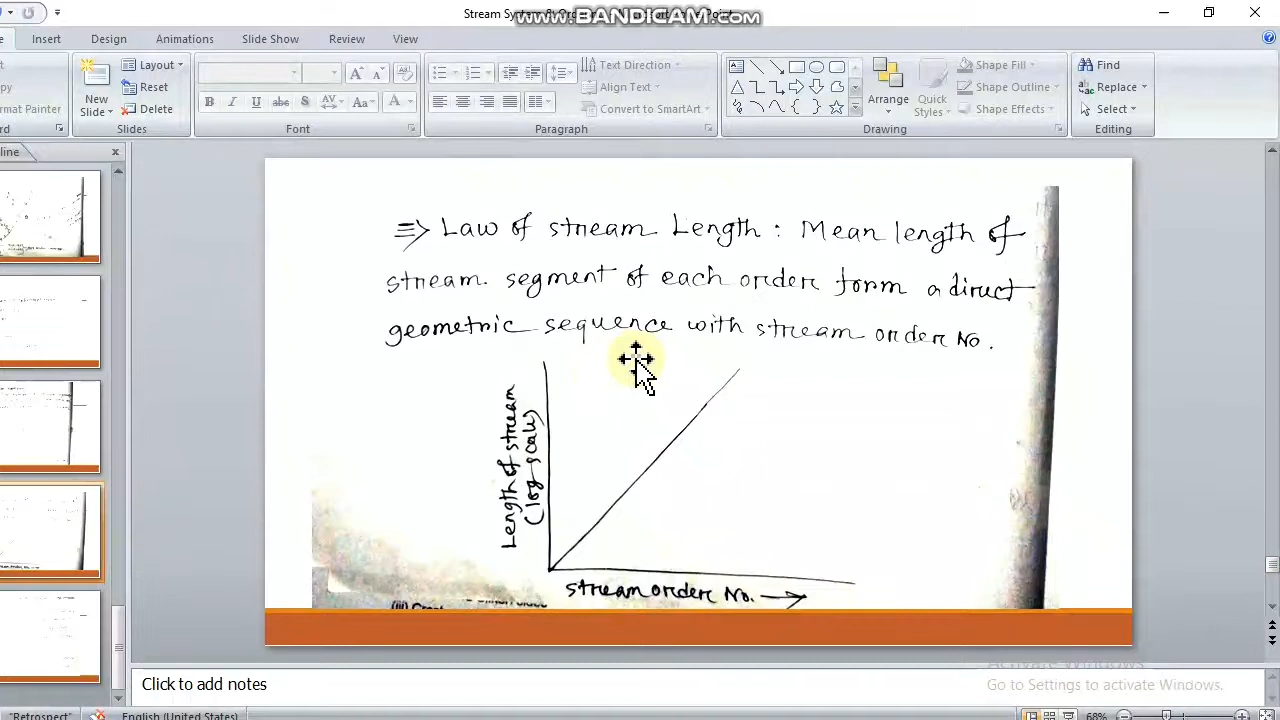 Stream Sys
www.BANDICAM.com
Insert Design Animations Slide Show Review View
Layout
Reset
Delete
New
Slide
Format Painter
Slides
Font
Text Direction
Align Text
Convert to SmartArt
Paragraph
Arrange
Quick
Styles
Shape Fill
Shape Outline
Shape Effects
Drawing
Find
Replace
Select
Editing
⇒ Law of stream Length : Mean length of
stream. segment of each order form a direct
geometric sequence with stream order No.
Length of stream
(log scale)
stream order No. →
Click to add notes
Activate Windows
Go to Settings to activate Windows.
"Retrospect"
English (United States)
68%